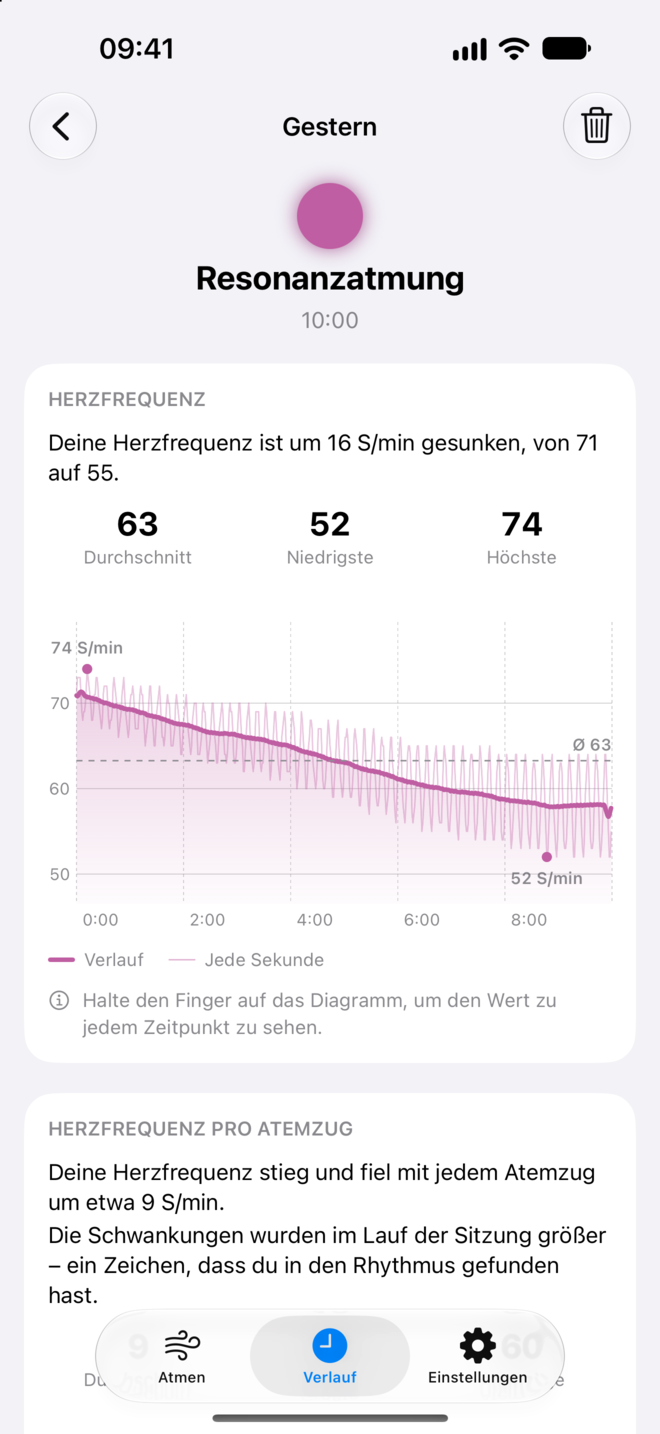 09:41
Gestern
Resonanzatmung
10:00
HERZFREQUENZ
Deine Herzfrequenz ist um 16 S/min gesunken, von 71
auf 55.
63 52 74
Durchschnitt Niedrigste Höchste
74 S/min
70
Ø 63
60
50
52 S/min
0:00 2:00 4:00 6:00 8:00
Verlauf Jede Sekunde
Halte den Finger auf das Diagramm, um den Wert zu
jedem Zeitpunkt zu sehen.
HERZFREQUENZ PRO ATEMZUG
Deine Herzfrequenz stieg und fiel mit jedem Atemzug
um etwa 9 S/min.
Die Schwankungen wurden im Lauf der Sitzung größer
– ein Zeichen, dass du in den Rhythmus gefunden
hast.
9 60
Atmen Verlauf Einstellungen